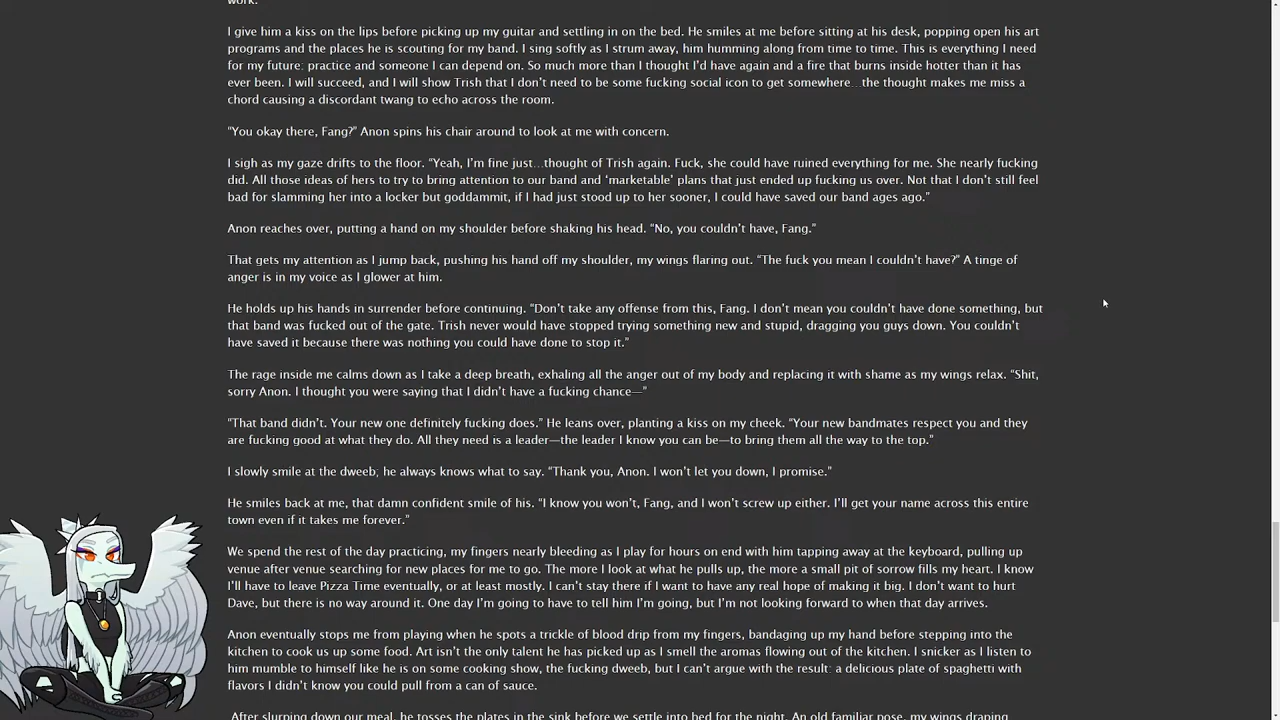 work.
I give him a kiss on the lips before picking up my guitar and settling in on the bed. He smiles at me before sitting at his desk, popping open his art
programs and the places he is scouting for my band. I sing softly as I strum away, him humming along from time to time. This is everything I need
for my future: practice and someone I can depend on. So much more than I thought I'd have again and a fire that burns inside hotter than it has
ever been. I will succeed, and I will show Trish that I don't need to be some fucking social icon to get somewhere…the thought makes me miss a
chord causing a discordant twang to echo across the room.
"You okay there, Fang?" Anon spins his chair around to look at me with concern.
I sigh as my gaze drifts to the floor. “Yeah, I'm fine just…thought of Trish again. Fuck, she could have ruined everything for me. She nearly fucking
did. All those ideas of hers to try to bring attention to our band and ‘marketable’ plans that just ended up fucking us over. Not that I don't still feel
bad for slamming her into a locker but goddammit, if I had just stood up to her sooner, I could have saved our band ages ago.”
Anon reaches over, putting a hand on my shoulder before shaking his head. “No, you couldn't have, Fang.”
That gets my attention as I jump back, pushing his hand off my shoulder, my wings flaring out. “The fuck you mean I couldn't have?” A tinge of
anger is in my voice as I glower at him.
He holds up his hands in surrender before continuing. “Don't take any offense from this, Fang. I don't mean you couldn't have done something, but
that band was fucked out of the gate. Trish never would have stopped trying something new and stupid, dragging you guys down. You couldn't
have saved it because there was nothing you could have done to stop it.”
The rage inside me calms down as I take a deep breath, exhaling all the anger out of my body and replacing it with shame as my wings relax. “Shit,
sorry Anon. I thought you were saying that I didn't have a fucking chance—”
“That band didn't. Your new one definitely fucking does.” He leans over, planting a kiss on my cheek. “Your new bandmates respect you and they
are fucking good at what they do. All they need is a leader—the leader I know you can be—to bring them all the way to the top.”
I slowly smile at the dweeb; he always knows what to say. “Thank you, Anon. I won't let you down, I promise.”
He smiles back at me, that damn confident smile of his. “I know you won't, Fang, and I won't screw up either. I'll get your name across this entire
town even if it takes me forever.”
We spend the rest of the day practicing, my fingers nearly bleeding as I play for hours on end with him tapping away at the keyboard, pulling up
venue after venue searching for new places for me to go. The more I look at what he pulls up, the more a small pit of sorrow fills my heart. I know
I'll have to leave Pizza Time eventually, or at least mostly. I can't stay there if I want to have any real hope of making it big. I don't want to hurt
Dave, but there is no way around it. One day I'm going to have to tell him I'm going, but I'm not looking forward to when that day arrives.
Anon eventually stops me from playing when he spots a trickle of blood drip from my fingers, bandaging up my hand before stepping into the
kitchen to cook us up some food. Art isn't the only talent he has picked up as I smell the aromas flowing out of the kitchen. I snicker as I listen to
him mumble to himself like he is on some cooking show, the fucking dweeb, but I can't argue with the result: a delicious plate of spaghetti with
flavors I didn't know you could pull from a can of sauce.
After slurping down our meal, he tosses the plates in the sink before we settle into bed for the night. An old familiar pose, my wings draping